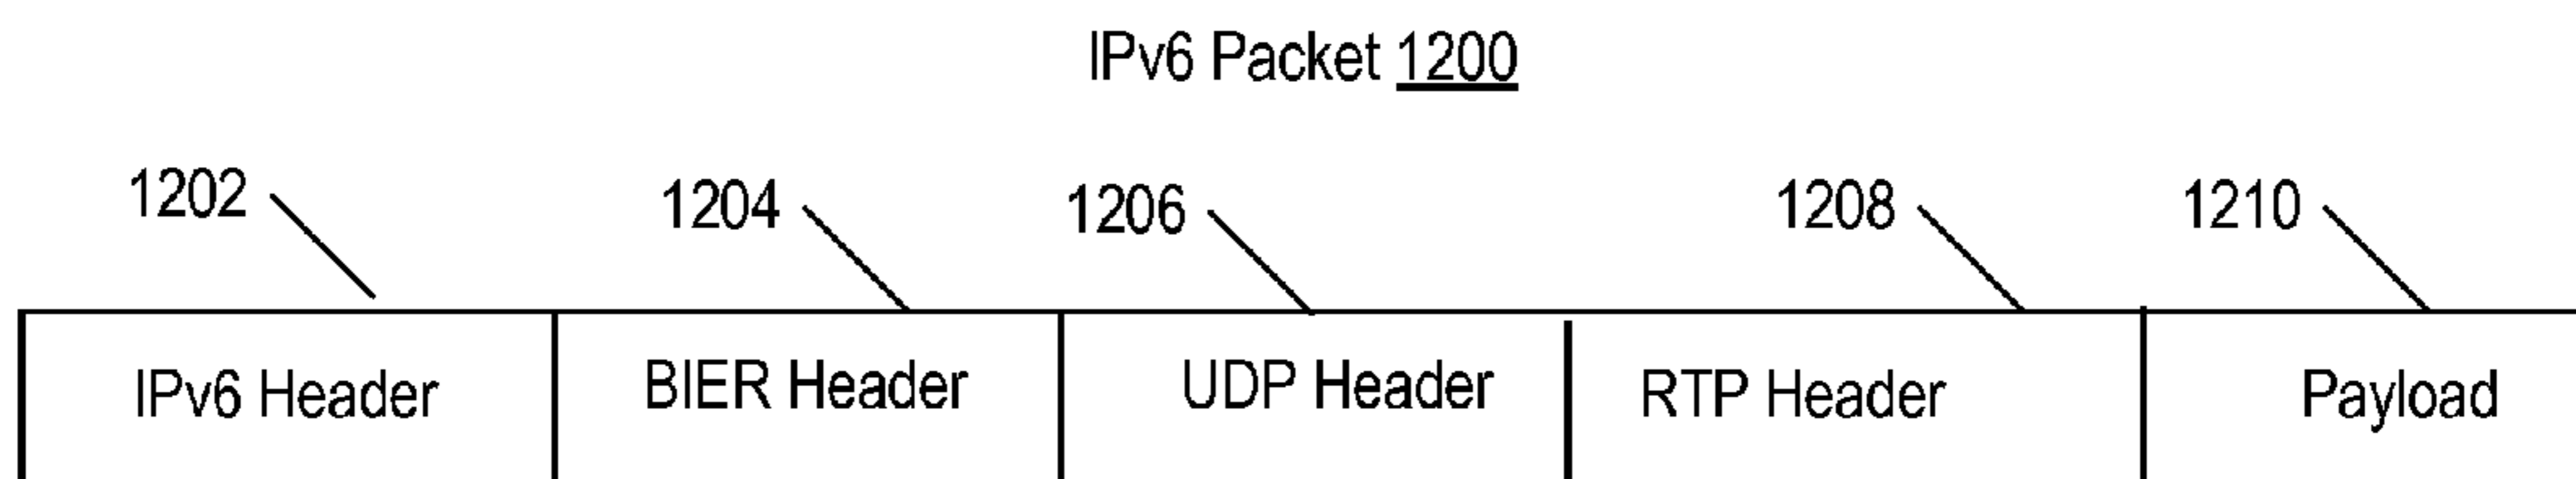 IPv6 Packet 1200
1202 1204 1206 1208 1210
IPv6 Header BIER Header UDP Header RTP Header Payload